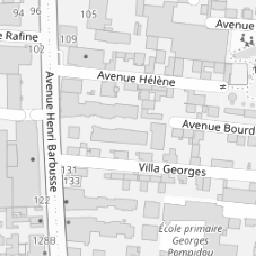 94
96
105
109
Avenue
e Rafine
102
Avenue Hélène
103
Avenue Henri Barbusse
Avenue Bourd
131
Villa Georges
133
122
École primaire
Georges
Pompidou
128B